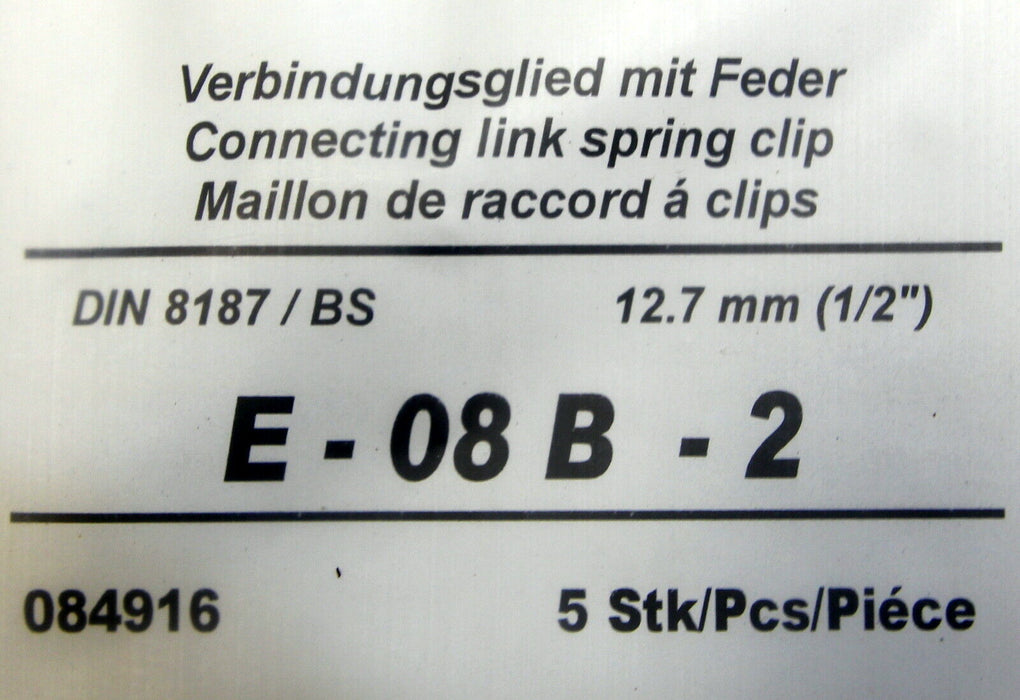 Verbindungsglied mit Feder
Connecting link spring clip
Maillon de raccord á clips
DIN 8187 / BS 12.7 mm (1/2")
E - 08 B - 2
084916 5 Stk/Pcs/Piéce